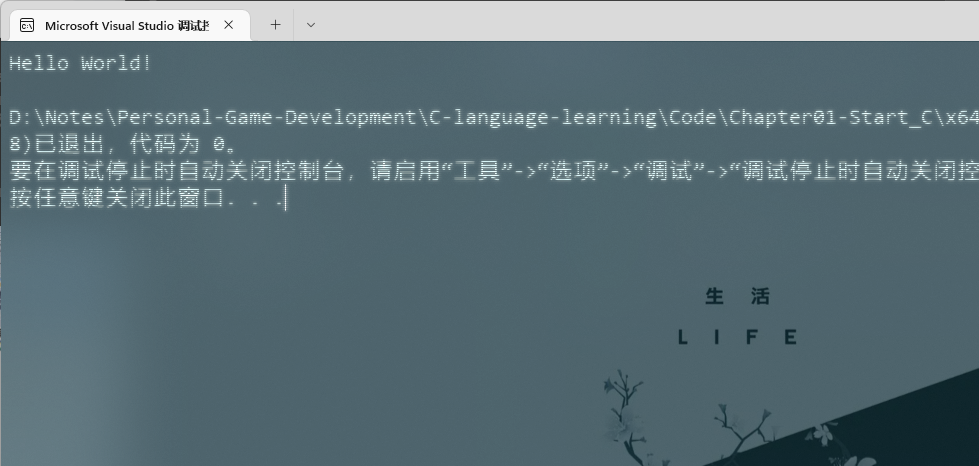 Microsoft Visual Studio 调试
Hello World!
D:\Notes\Personal-Game-Development\C-language-learning\Code\Chapter01-Start_C\x64
8)已退出，代码为 0。
要在调试停止时自动关闭控制台，请启用“工具”->“选项”->“调试”->“调试停止时自动关闭控
按任意键关闭此窗口. . .
生 活
L I F E